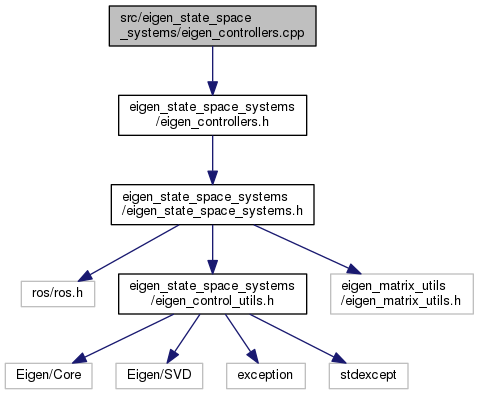 src/eigen_state_space
_systems/eigen_controllers.cpp
eigen_state_space_systems
/eigen_controllers.h
eigen_state_space_systems
/eigen_state_space_systems.h
ros/ros.h
eigen_state_space_systems
/eigen_control_utils.h
eigen_matrix_utils
/eigen_matrix_utils.h
Eigen/Core
Eigen/SVD
exception
stdexcept